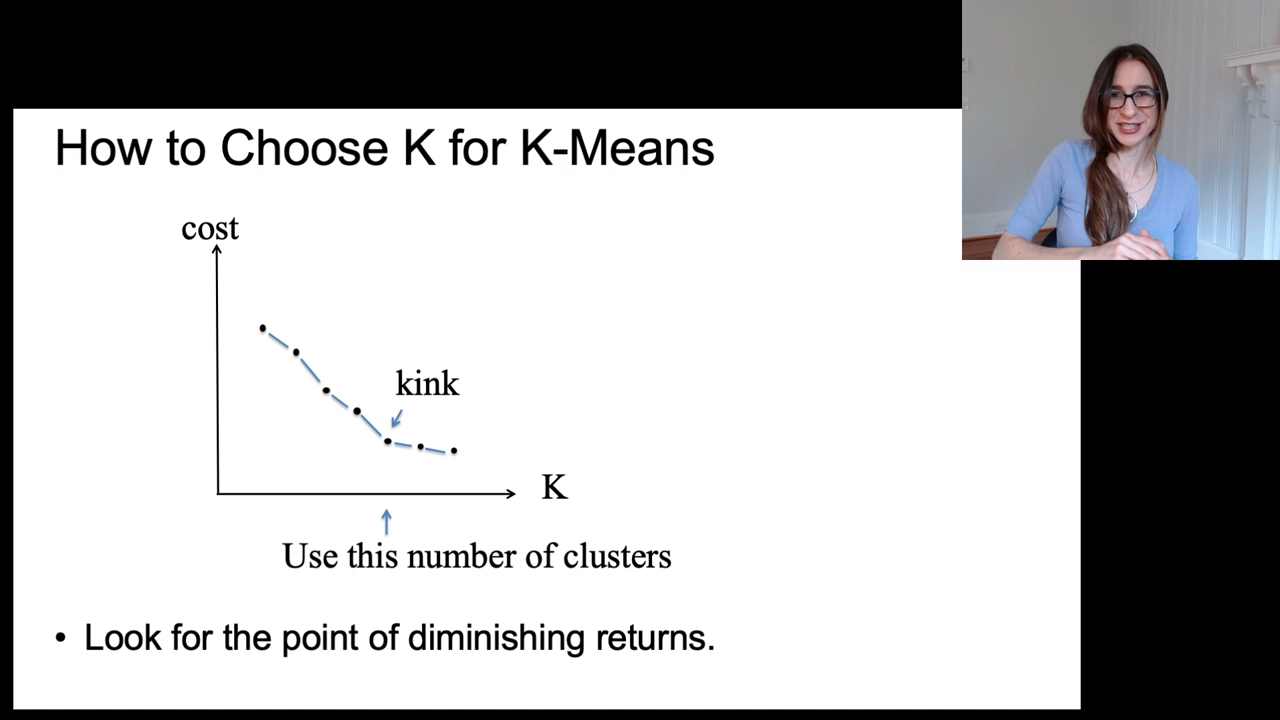 How to Choose K for K-Means
cost
kink
K
Use this number of clusters
• Look for the point of diminishing returns.